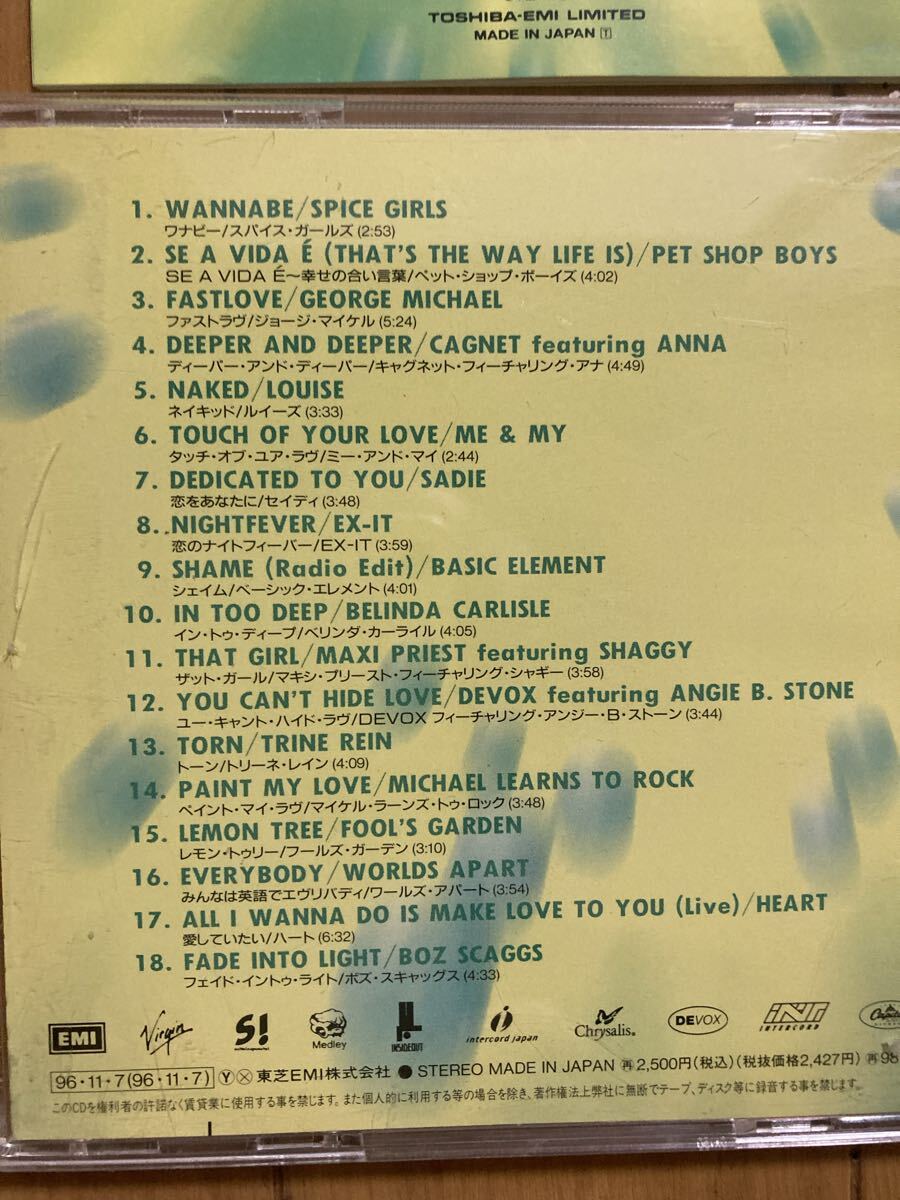 TOSHIBA-EMI LIMITED
MADE IN JAPAN T
1. WANNABE/SPICE GIRLS
ワナビー/スパイス・ガールズ (2:53)
2. SE A VIDA É (THAT'S THE WAY LIFE IS)/PET SHOP BOYS
SE A VIDA É〜幸せの合い言葉/ペット・ショップ・ボーイズ (4:02)
3. FASTLOVE/GEORGE MICHAEL
ファストラヴ/ジョージ・マイケル (5:24)
4. DEEPER AND DEEPER/CAGNET featuring ANNA
ディーパー・アンド・ディーパー/キャグネット・フィーチャリング・アナ (4:49)
5. NAKED/LOUISE
ネイキッド/ルイーズ (3:33)
6. TOUCH OF YOUR LOVE/ME & MY
タッチ・オブ・ユア・ラヴ/ミー・アンド・マイ (2:44)
7. DEDICATED TO YOU/SADIE
恋をあなたに/セイディ (3:48)
8. NIGHTFEVER/EX-IT
恋のナイトフィーバー/EX-IT (3:59)
9. SHAME (Radio Edit)/BASIC ELEMENT
シェイム/ベーシック・エレメント (4:01)
10. IN TOO DEEP/BELINDA CARLISLE
イン・トゥ・ディープ/ベリンダ・カーライル (4:05)
11. THAT GIRL/MAXI PRIEST featuring SHAGGY
ザット・ガール/マキシ・プリースト・フィーチャリング・シャギー (3:58)
12. YOU CAN'T HIDE LOVE/DEVOX featuring ANGIE B. STONE
ユー・キャント・ハイド・ラヴ/DEVOX フィーチャリング・アンジー・B・ストーン (3:44)
13. TORN/TRINE REIN
トーン/トリーネ・レイン (4:09)
14. PAINT MY LOVE/MICHAEL LEARNS TO ROCK
ペイント・マイ・ラヴ/マイケル・ラーンズ・トゥ・ロック (3:48)
15. LEMON TREE/FOOL'S GARDEN
レモン・トゥリー/フールズ・ガーデン (3:10)
16. EVERYBODY/WORLDS APART
みんなは英語でエヴリバディ/ワールズ・アパート (3:54)
17. ALL I WANNA DO IS MAKE LOVE TO YOU (Live)/HEART
愛していたい/ハート (6:32)
18. FADE INTO LIGHT/BOZ SCAGGS
フェイド・イントゥ・ライト/ボズ・スキャッグス (4:33)
EMI Virgin S! Medley INSIDEOUT intercord japan Chrysalis. DEVOX INT INTERCORD Capitol
96・11・7(96・11・7) Ⓨ Ⓧ 東芝EMI株式会社 ● STEREO MADE IN JAPAN 再 2,500円(税込)(税抜価格2,427円) 再 98
このCDを権利者の許諾なく賃貸業に使用する事を禁じます。また個人的に利用する等の場合を除き、著作権法上弊社に無断でテープ、ディスク等に録音する事を禁じます。